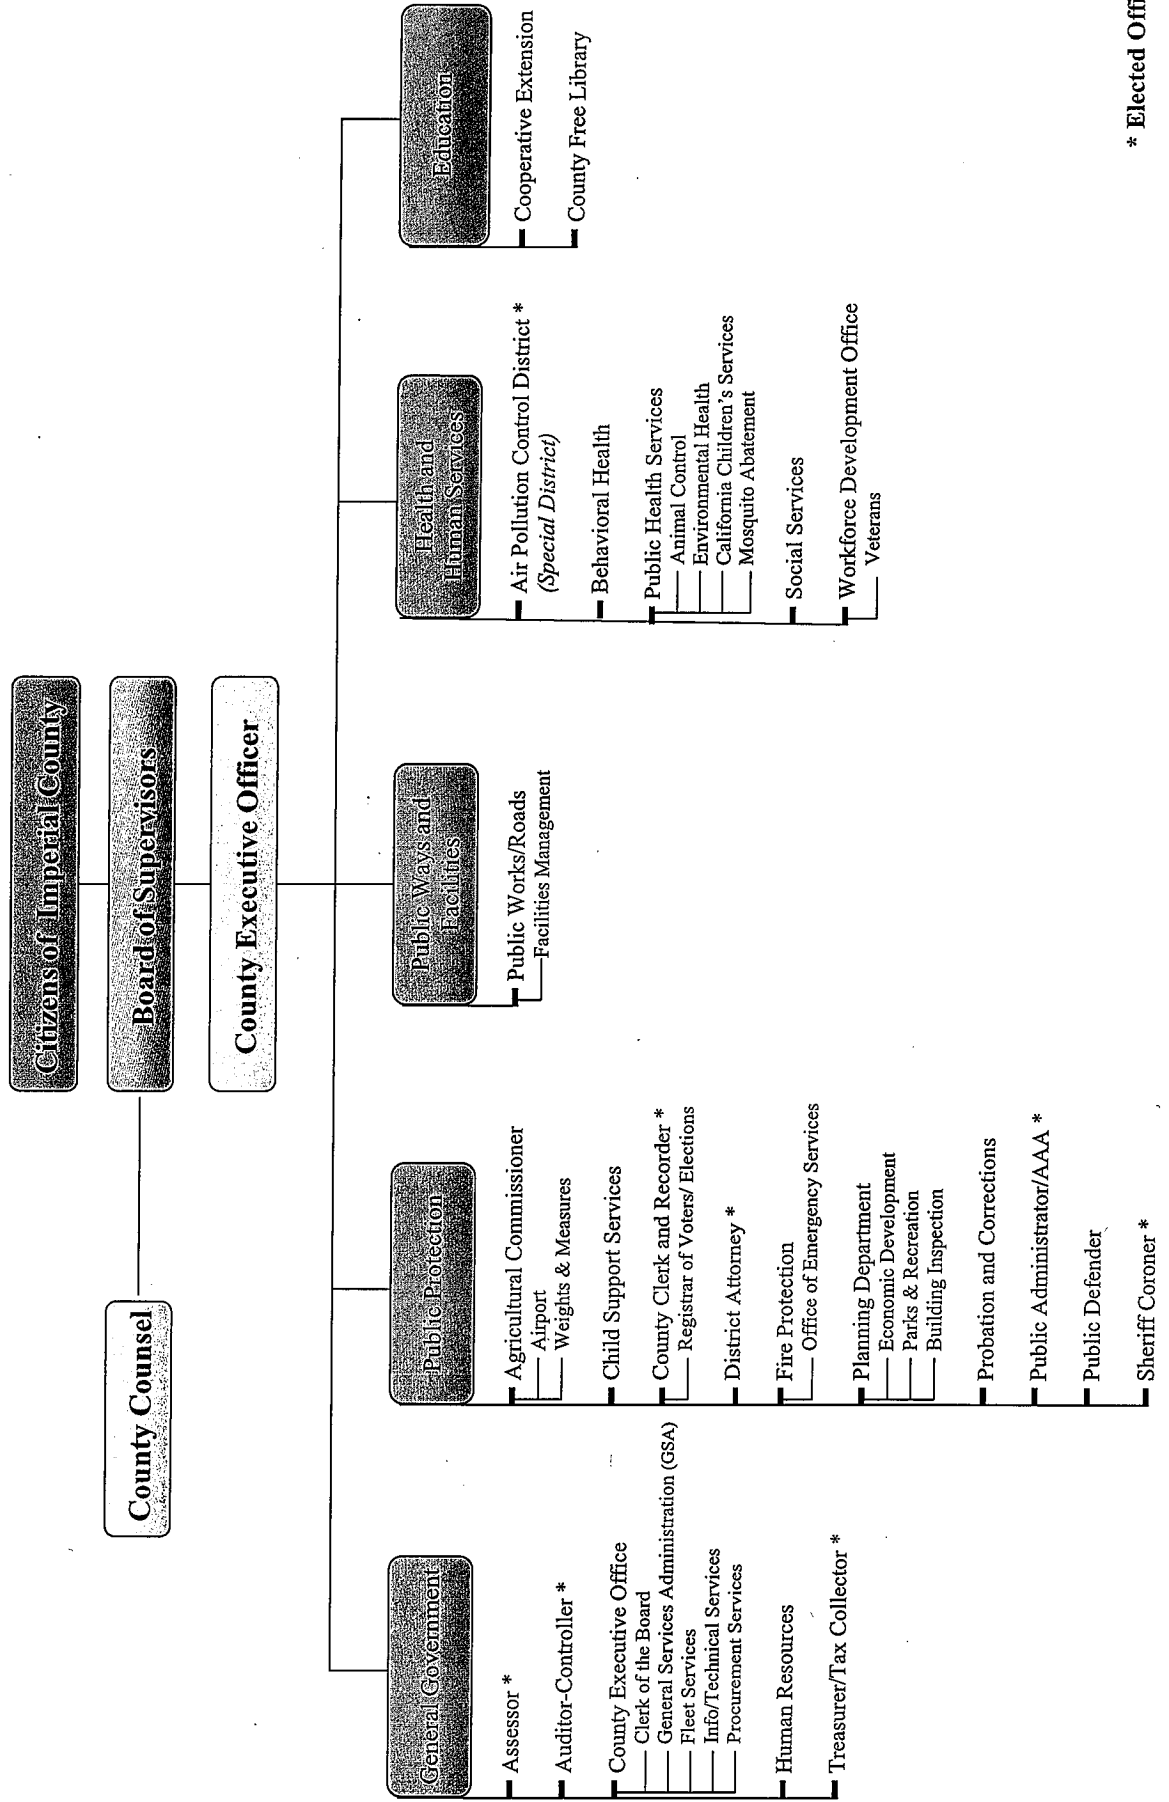 Citizens of Imperial County
Board of Supervisors
County Counsel
County Executive Officer
General Government
Assessor *
Auditor-Controller *
County Executive Office
Clerk of the Board
General Services Administration (GSA)
Fleet Services
Info/Technical Services
Procurement Services
Human Resources
Treasurer/Tax Collector *
Public Protection
Agricultural Commissioner
Airport
Weights & Measures
Child Support Services
County Clerk and Recorder *
Registrar of Voters/ Elections
District Attorney *
Fire Protection
Office of Emergency Services
Planning Department
Economic Development
Parks & Recreation
Building Inspection
Probation and Corrections
Public Administrator/AAA *
Public Defender
Sheriff Coroner *
Public Ways and
Facilities
Public Works/Roads
Facilities Management
Health and
Human Services
Air Pollution Control District *
(Special District)
Behavioral Health
Public Health Services
Animal Control
Environmental Health
California Children's Services
Mosquito Abatement
Social Services
Workforce Development Office
Veterans
Education
Cooperative Extension
County Free Library
* Elected